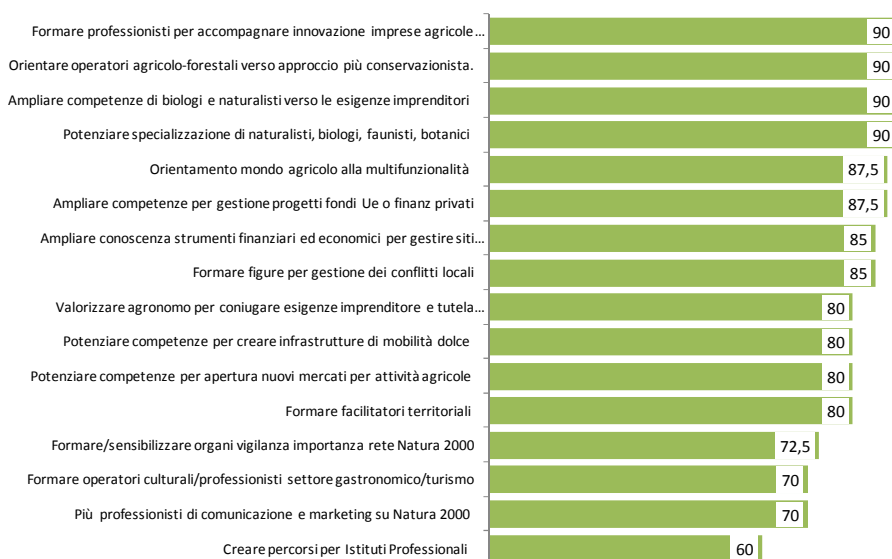 Formare professionisti per accompagnare innovazione imprese agricole... 90
Orientare operatori agricolo-forestali verso approccio più conservazionista. 90
Ampliare competenze di biologi e naturalisti verso le esigenze imprenditori 90
Potenziare specializzazione di naturalisti, biologi, faunisti, botanici 90
Orientamento mondo agricolo alla multifunzionalità 87,5
Ampliare competenze per gestione progetti fondi Ue o finanz privati 87,5
Ampliare conoscenza strumenti finanziari ed economici per gestire siti... 85
Formare figure per gestione dei conflitti locali 85
Valorizzare agronomo per coniugare esigenze imprenditore e tutela... 80
Potenziare competenze per creare infrastrutture di mobilità dolce 80
Potenziare competenze per apertura nuovi mercati per attività agricole 80
Formare facilitatori territoriali 80
Formare/sensibilizzare organi vigilanza importanza rete Natura 2000 72,5
Formare operatori culturali/professionisti settore gastronomico/turismo 70
Più professionisti di comunicazione e marketing su Natura 2000 70
Creare percorsi per Istituti Professionali 60